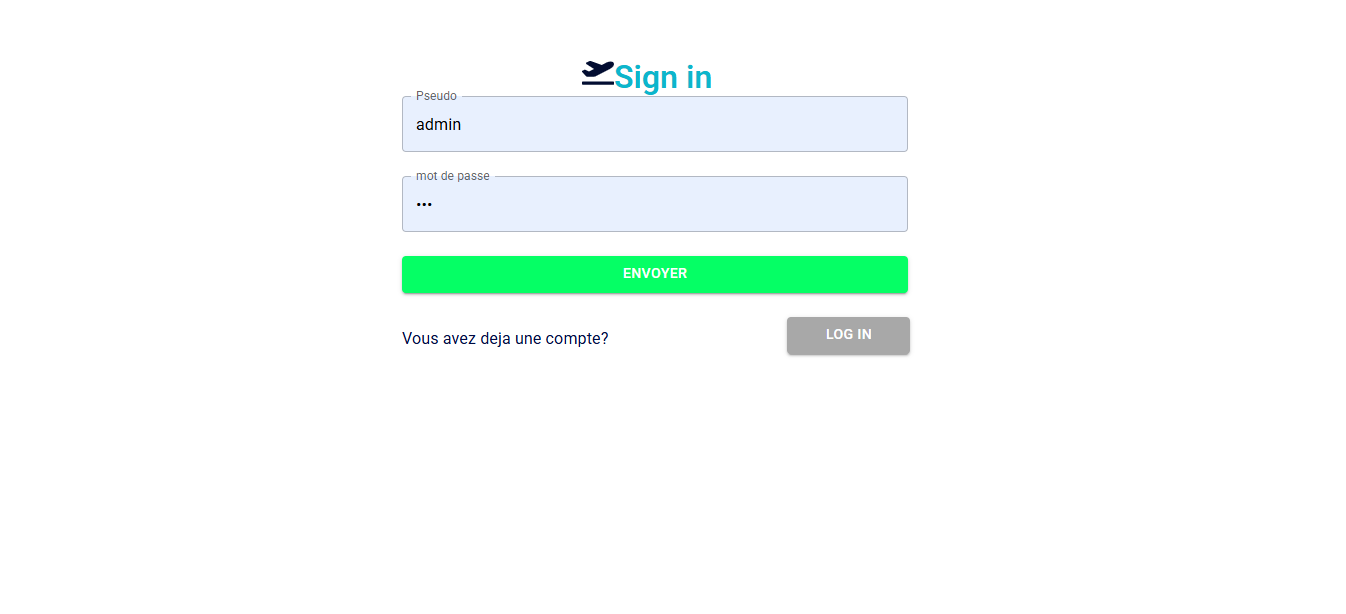 Sign in
Pseudo
admin
mot de passe
•••
ENVOYER
Vous avez deja une compte?
LOG IN